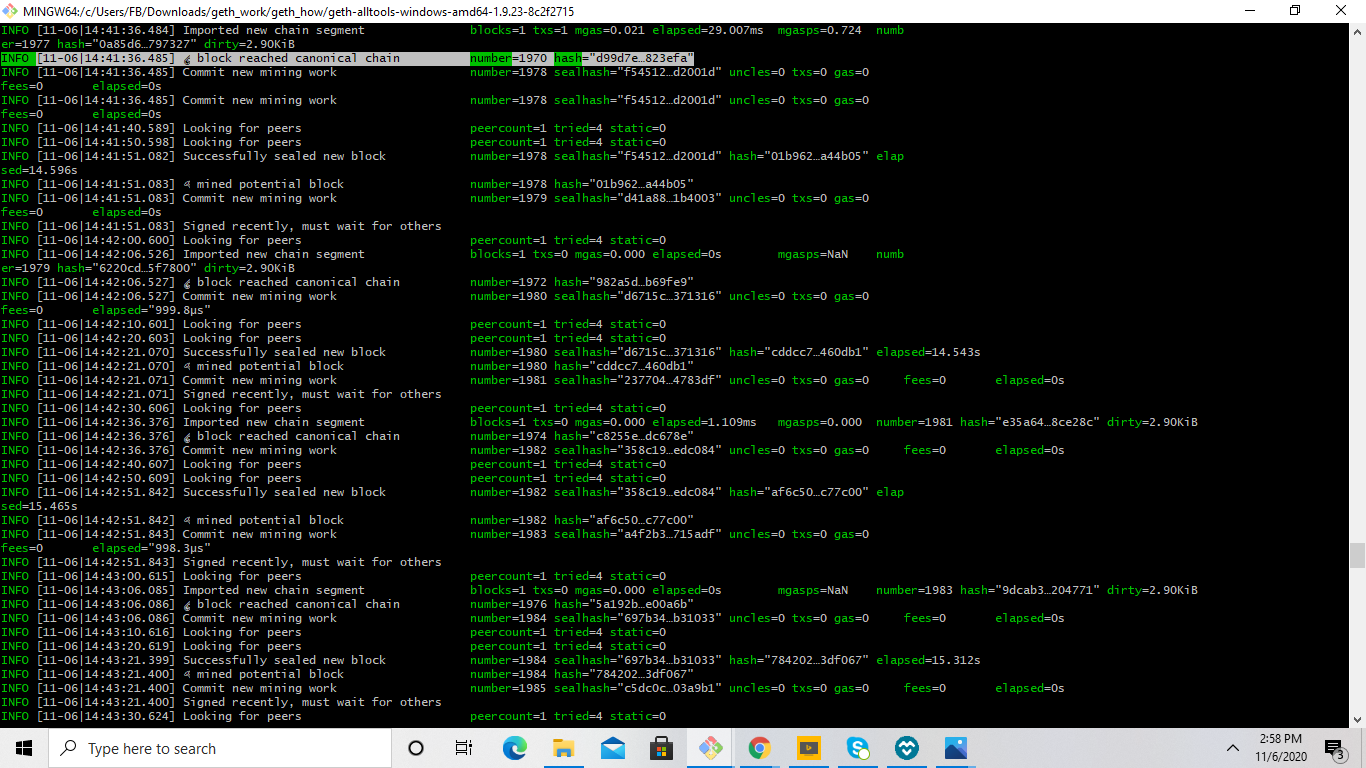 MINGW64:/c/Users/FB/Downloads/geth_work/geth_how/geth-alltools-windows-amd64-1.9.23-8c2f2715
INFO [11-06|14:41:36.484] Imported new chain segment blocks=1 txs=1 mgas=0.021 elapsed=29.007ms mgasps=0.724 numb
er=1977 hash="0a85d6…797327" dirty=2.90KiB
INFO [11-06|14:41:36.485] 🔗 block reached canonical chain number=1970 hash="d99d7e…823efa"
INFO [11-06|14:41:36.485] Commit new mining work number=1978 sealhash="f54512…d2001d" uncles=0 txs=0 gas=0
fees=0 elapsed=0s
INFO [11-06|14:41:36.485] Commit new mining work number=1978 sealhash="f54512…d2001d" uncles=0 txs=0 gas=0
fees=0 elapsed=0s
INFO [11-06|14:41:40.589] Looking for peers peercount=1 tried=4 static=0
INFO [11-06|14:41:50.598] Looking for peers peercount=1 tried=4 static=0
INFO [11-06|14:41:51.082] Successfully sealed new block number=1978 sealhash="f54512…d2001d" hash="01b962…a44b05" elap
sed=14.596s
INFO [11-06|14:41:51.083] 🔨 mined potential block number=1978 hash="01b962…a44b05"
INFO [11-06|14:41:51.083] Commit new mining work number=1979 sealhash="d41a88…1b4003" uncles=0 txs=0 gas=0
fees=0 elapsed=0s
INFO [11-06|14:41:51.083] Signed recently, must wait for others
INFO [11-06|14:42:00.600] Looking for peers peercount=1 tried=4 static=0
INFO [11-06|14:42:06.526] Imported new chain segment blocks=1 txs=0 mgas=0.000 elapsed=0s mgasps=NaN numb
er=1979 hash="6220cd…5f7800" dirty=2.90KiB
INFO [11-06|14:42:06.527] 🔗 block reached canonical chain number=1972 hash="982a5d…b69fe9"
INFO [11-06|14:42:06.527] Commit new mining work number=1980 sealhash="d6715c…371316" uncles=0 txs=0 gas=0
fees=0 elapsed="999.8µs"
INFO [11-06|14:42:10.601] Looking for peers peercount=1 tried=4 static=0
INFO [11-06|14:42:20.603] Looking for peers peercount=1 tried=4 static=0
INFO [11-06|14:42:21.070] Successfully sealed new block number=1980 sealhash="d6715c…371316" hash="cddcc7…460db1" elapsed=14.543s
INFO [11-06|14:42:21.070] 🔨 mined potential block number=1980 hash="cddcc7…460db1"
INFO [11-06|14:42:21.071] Commit new mining work number=1981 sealhash="237704…4783df" uncles=0 txs=0 gas=0 fees=0 elapsed=0s
INFO [11-06|14:42:21.071] Signed recently, must wait for others
INFO [11-06|14:42:30.606] Looking for peers peercount=1 tried=4 static=0
INFO [11-06|14:42:36.376] Imported new chain segment blocks=1 txs=0 mgas=0.000 elapsed=1.109ms mgasps=0.000 number=1981 hash="e35a64…8ce28c" dirty=2.90KiB
INFO [11-06|14:42:36.376] 🔗 block reached canonical chain number=1974 hash="c8255e…dc678e"
INFO [11-06|14:42:36.376] Commit new mining work number=1982 sealhash="358c19…edc084" uncles=0 txs=0 gas=0 fees=0 elapsed=0s
INFO [11-06|14:42:40.607] Looking for peers peercount=1 tried=4 static=0
INFO [11-06|14:42:50.609] Looking for peers peercount=1 tried=4 static=0
INFO [11-06|14:42:51.842] Successfully sealed new block number=1982 sealhash="358c19…edc084" hash="af6c50…c77c00" elap
sed=15.465s
INFO [11-06|14:42:51.842] 🔨 mined potential block number=1982 hash="af6c50…c77c00"
INFO [11-06|14:42:51.843] Commit new mining work number=1983 sealhash="a4f2b3…715adf" uncles=0 txs=0 gas=0
fees=0 elapsed="998.3µs"
INFO [11-06|14:42:51.843] Signed recently, must wait for others
INFO [11-06|14:43:00.615] Looking for peers peercount=1 tried=4 static=0
INFO [11-06|14:43:06.085] Imported new chain segment blocks=1 txs=0 mgas=0.000 elapsed=0s mgasps=NaN number=1983 hash="9dcab3…204771" dirty=2.90KiB
INFO [11-06|14:43:06.086] 🔗 block reached canonical chain number=1976 hash="5a192b…e00a6b"
INFO [11-06|14:43:06.086] Commit new mining work number=1984 sealhash="697b34…b31033" uncles=0 txs=0 gas=0 fees=0 elapsed=0s
INFO [11-06|14:43:10.616] Looking for peers peercount=1 tried=4 static=0
INFO [11-06|14:43:20.619] Looking for peers peercount=1 tried=4 static=0
INFO [11-06|14:43:21.399] Successfully sealed new block number=1984 sealhash="697b34…b31033" hash="784202…3df067" elapsed=15.312s
INFO [11-06|14:43:21.400] 🔨 mined potential block number=1984 hash="784202…3df067"
INFO [11-06|14:43:21.400] Commit new mining work number=1985 sealhash="c5dc0c…03a9b1" uncles=0 txs=0 gas=0 fees=0 elapsed=0s
INFO [11-06|14:43:21.400] Signed recently, must wait for others
INFO [11-06|14:43:30.624] Looking for peers peercount=1 tried=4 static=0
Type here to search
2:58 PM
11/6/2020
3